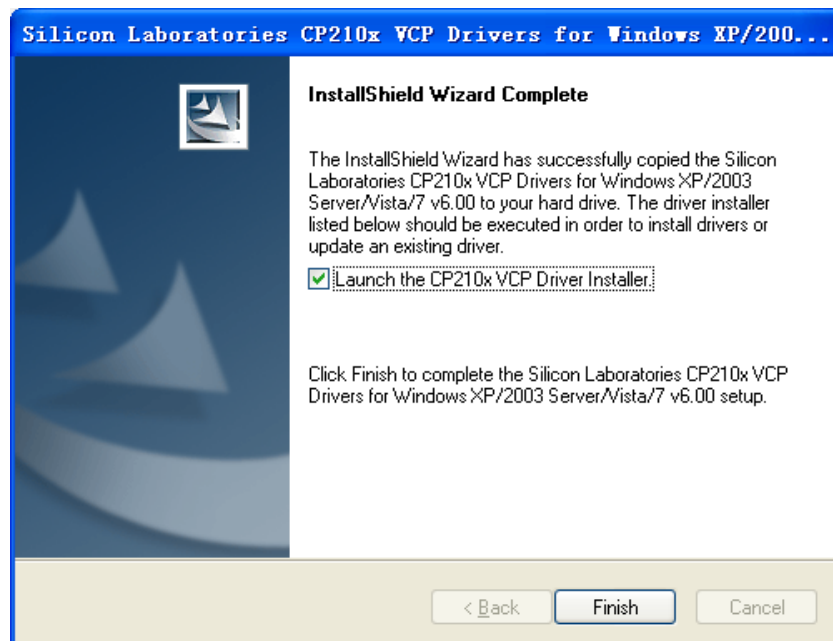 Silicon Laboratories CP210x VCP Drivers for Windows XP/200...
InstallShield Wizard Complete
The InstallShield Wizard has successfully copied the Silicon
Laboratories CP210x VCP Drivers for Windows XP/2003
Server/Vista/7 v6.00 to your hard drive. The driver installer
listed below should be executed in order to install drivers or
update an existing driver.
Launch the CP210x VCP Driver Installer.
Click Finish to complete the Silicon Laboratories CP210x VCP
Drivers for Windows XP/2003 Server/Vista/7 v6.00 setup.
< Back Finish Cancel